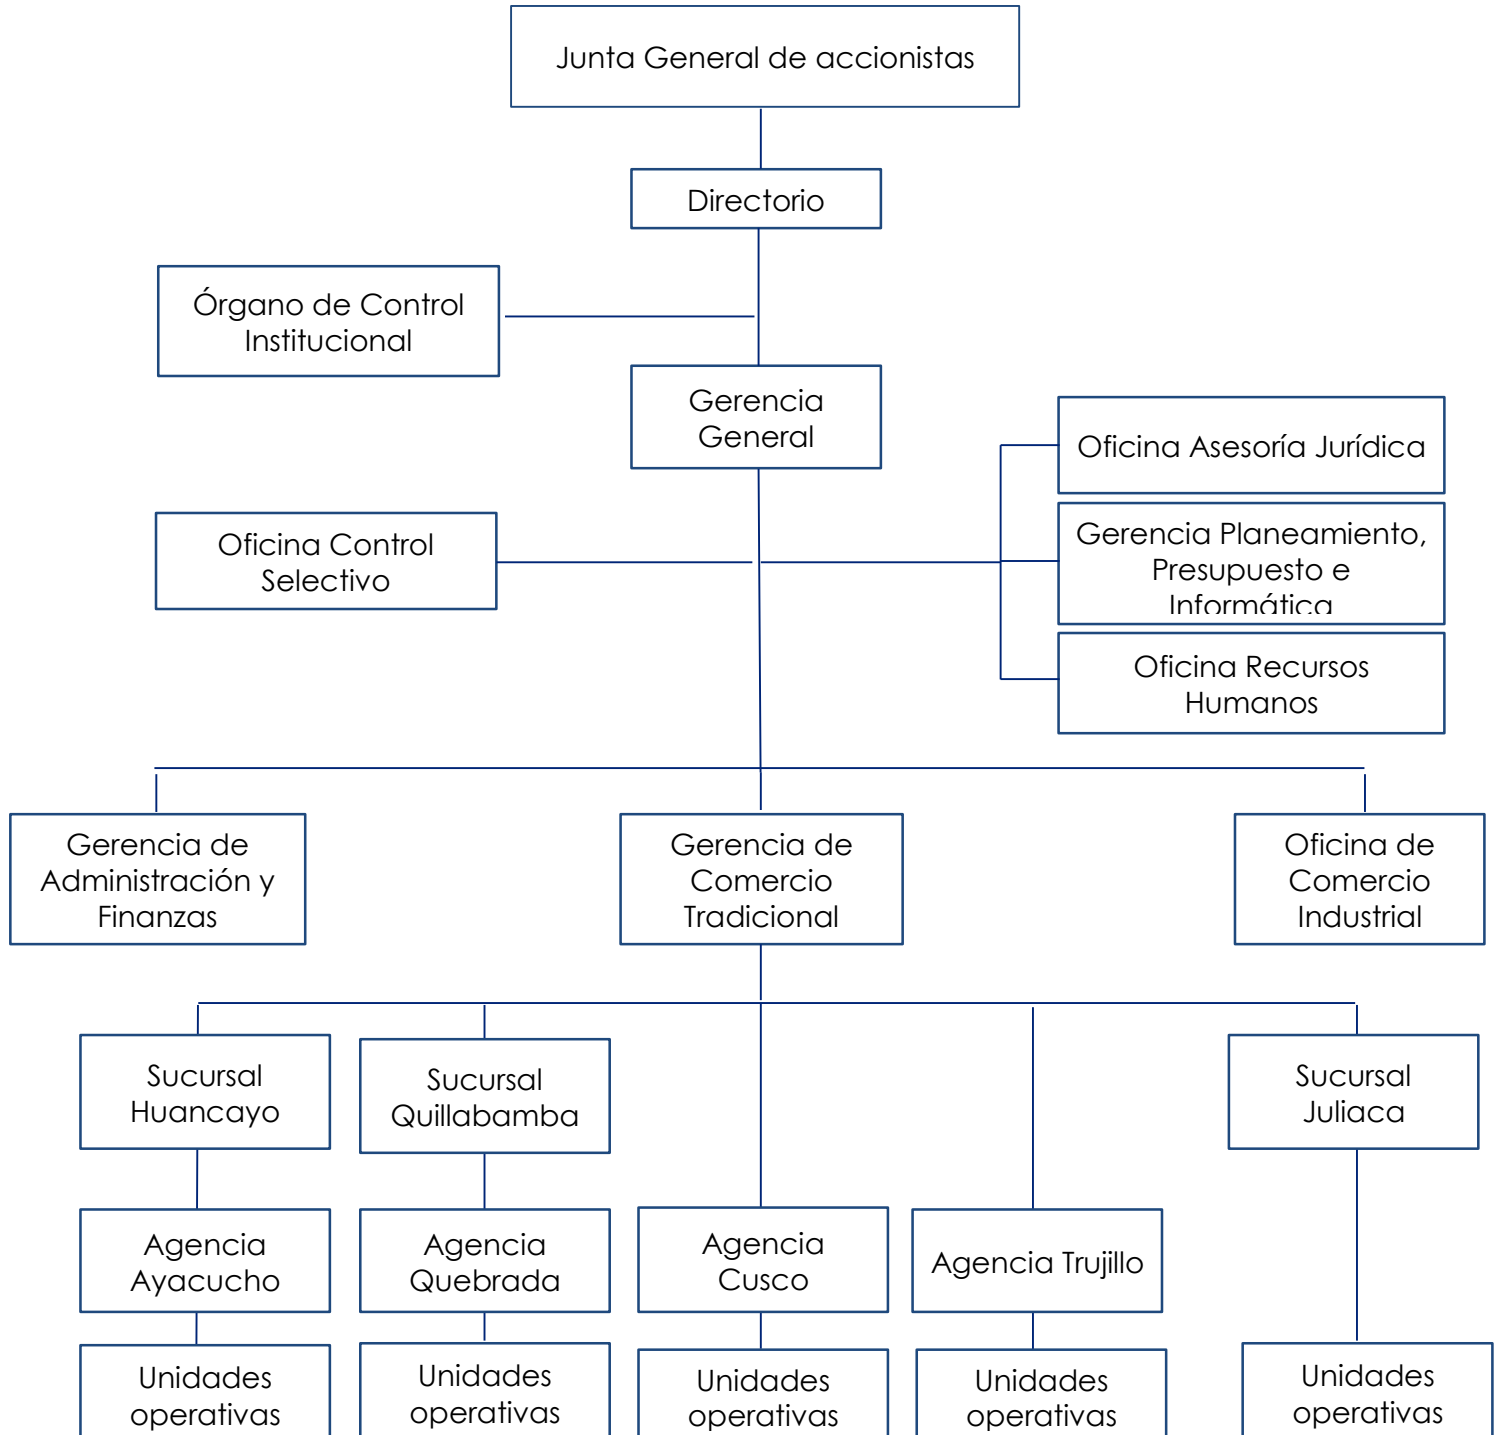 Junta General de accionistas
Directorio
Órgano de Control
Institucional
Gerencia
General
Oficina Asesoría Jurídica
Oficina Control
Selectivo
Gerencia Planeamiento,
Presupuesto e
Informática
Oficina Recursos
Humanos
Gerencia de
Administración y
Finanzas
Gerencia de
Comercio
Tradicional
Oficina de
Comercio
Industrial
Sucursal
Huancayo
Sucursal
Quillabamba
Sucursal
Juliaca
Agencia
Ayacucho
Agencia
Quebrada
Agencia
Cusco
Agencia Trujillo
Unidades
operativas
Unidades
operativas
Unidades
operativas
Unidades
operativas
Unidades
operativas